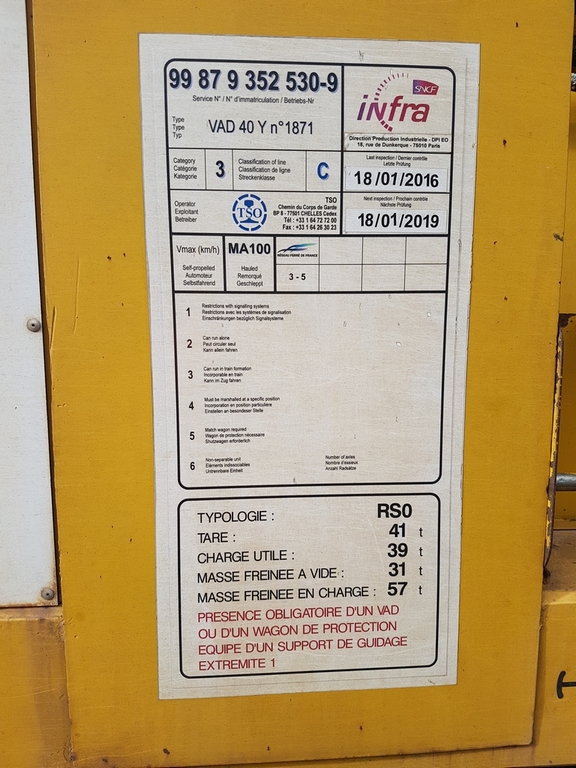 99 87 9 352 530-9
Service N° / N° d'immatriculation / Betriebs-Nr
SNCF
infra
Direction Production Industrielle - DPI EO
18, rue de Dunkerque - 75010 Paris
Type
Type
Typ
VAD 40 Y n°1871
Category
Catégorie
Kategorie
3
Classification of line
Classification de ligne
Streckenklasse
C
Last inspection / Dernier contrôle
Letzte Prüfung
18/01/2016
Operator
Exploitant
Betreiber
TSO
TSO
Chemin du Corps de Garde
BP 8 - 77501 CHELLES Cedex
Tél : +33 1 64 72 72 00
Fax : +33 1 64 26 30 23
Next inspection / Prochain contrôle
Nächste Prüfung
18/01/2019
Vmax (km/h)
MA100
RÉSEAU FERRÉ DE FRANCE
Self-propelled
Automoteur
Selbstfahrend
Hauled
Remorqué
Geschleppt
3 - 5
1
Restrictions with signalling systems
Restrictions avec les systèmes de signalisation
Einschränkungen bezüglich Signalsysteme
2
Can run alone
Peut circuler seul
Kann allein fahren
3
Can run in train formation
Incorporable en train
Kann im Zug fahren
4
Must be marshalled at a specific position
Incorporation en position particulière
Einstellen an besondeser Stelle
5
Match wagon required
Wagon de protection nécessaire
Shutzwagen erforderlich
6
Non-separable unit
Eléments indissociables
Untrennbare Einheit
Number of axles
Nombre d'essieux
Anzahl Radsätze
TYPOLOGIE : RS0
TARE : 41 t
CHARGE UTILE : 39 t
MASSE FREINEE A VIDE : 31 t
MASSE FREINEE EN CHARGE : 57 t
PRESENCE OBLIGATOIRE D'UN VAD
OU D'UN WAGON DE PROTECTION
EQUIPE D'UN SUPPORT DE GUIDAGE
EXTREMITE 1